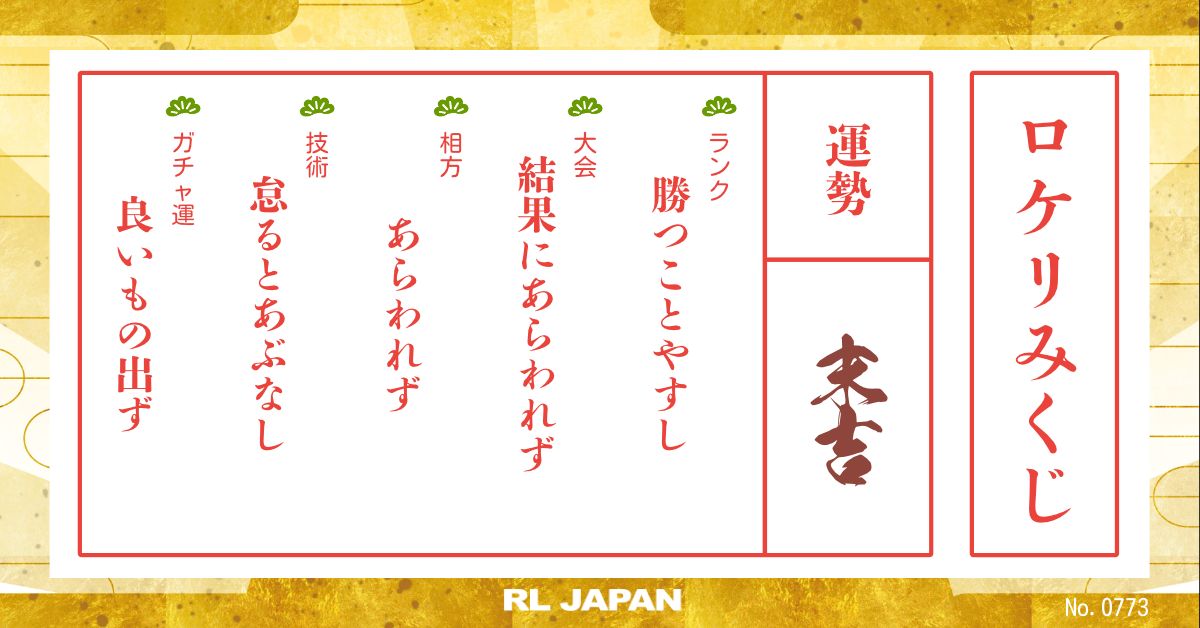 ロケリみくじ
運勢
末吉
ランク
勝つことやすし
大会
結果にあらわれず
相方
あらわれず
技術
怠るとあぶなし
ガチャ運
良いもの出ず
RL JAPAN
No. 0773